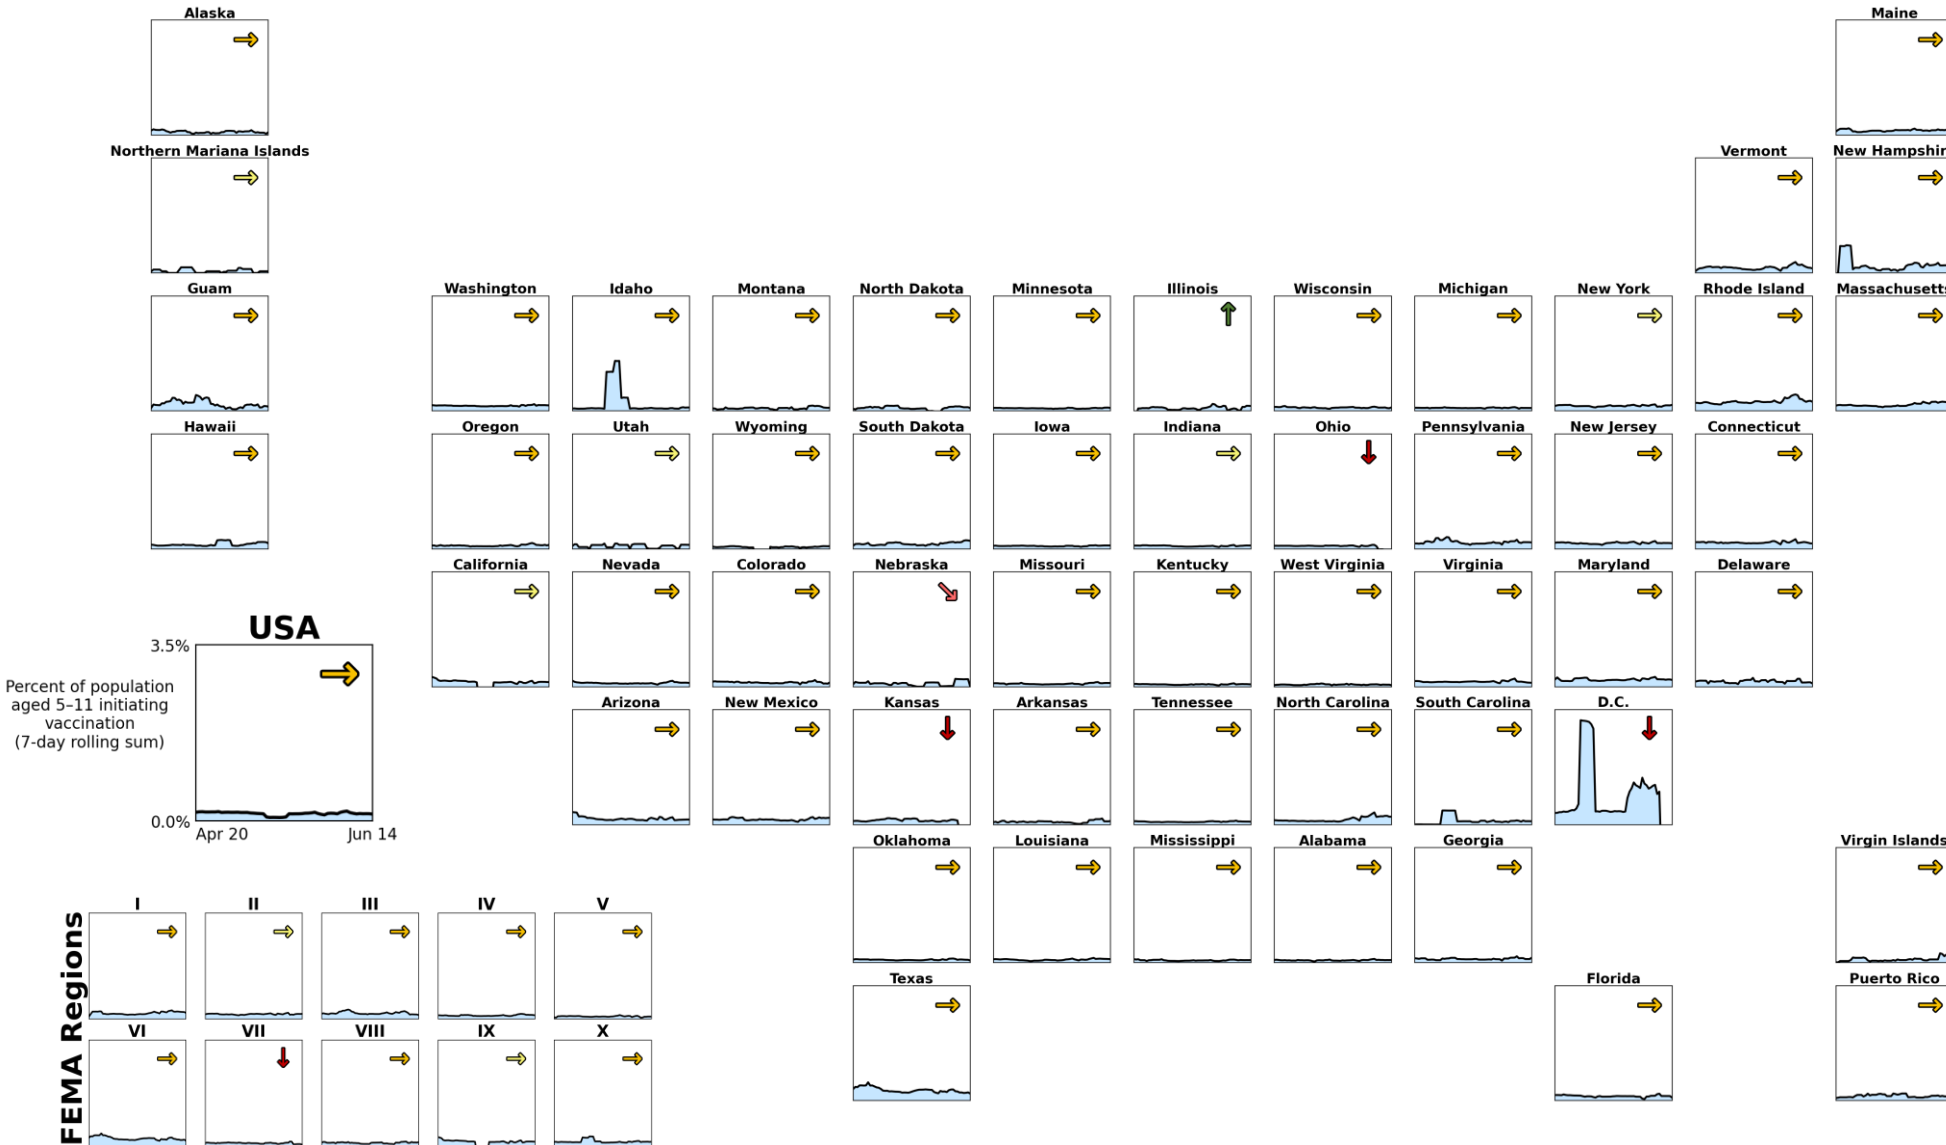 Alaska
Maine
Northern Mariana Islands
Vermont
New Hampshir
Guam
Washington
Idaho
Montana
North Dakota
Minnesota
Illinois
Wisconsin
Michigan
New York
Rhode Island
Massachusetts
Hawaii
Oregon
Utah
Wyoming
South Dakota
Iowa
Indiana
Ohio
Pennsylvania
New Jersey
Connecticut
California
Nevada
Colorado
Nebraska
Missouri
Kentucky
West Virginia
Virginia
Maryland
Delaware
USA
3.5%
Percent of population
aged 5–11 initiating
vaccination
(7-day rolling sum)
0.0%
Apr 20
Jun 14
Arizona
New Mexico
Kansas
Arkansas
Tennessee
North Carolina
South Carolina
D.C.
Oklahoma
Louisiana
Mississippi
Alabama
Georgia
Virgin Islands
FEMA Regions
I
II
III
IV
V
Texas
Florida
Puerto Rico
VI
VII
VIII
IX
X